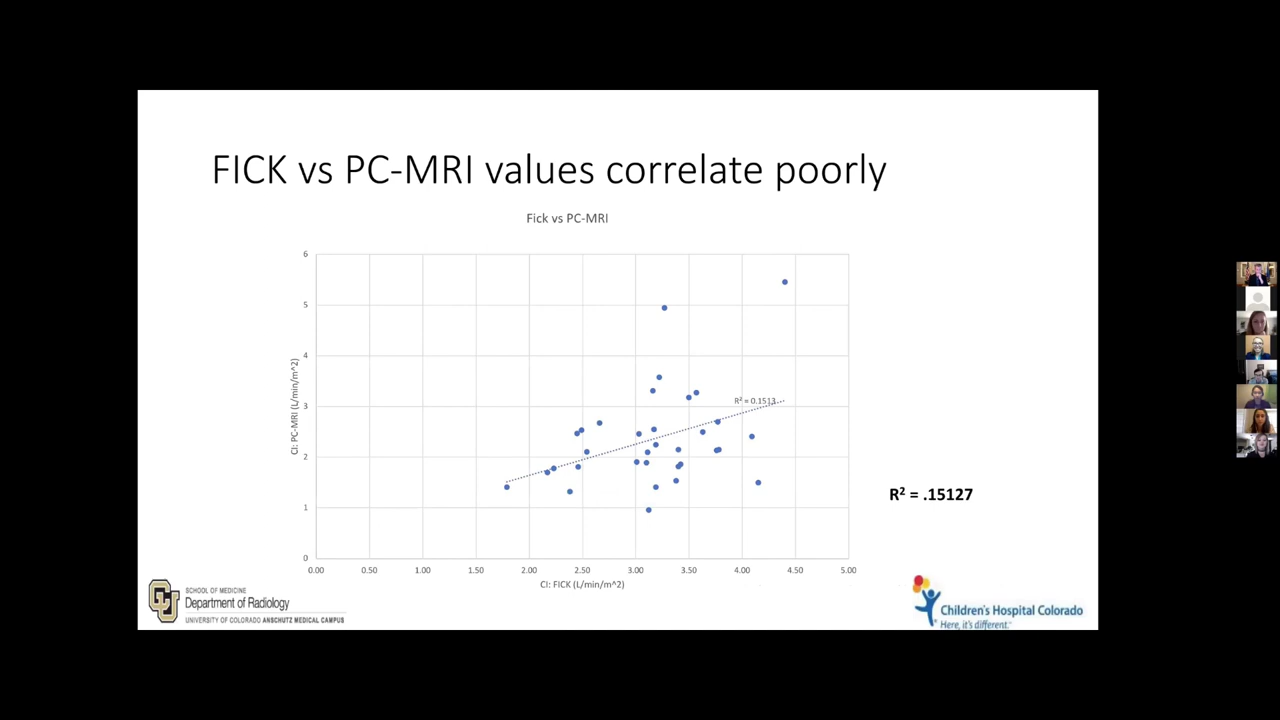 FICK vs PC-MRI values correlate poorly
Fick vs PC-MRI
6
5
4
3
2
1
0
CI: PC-MRI (L/min/m^2)
R² = 0.1513
0.00 0.50 1.00 1.50 2.00 2.50 3.00 3.50 4.00 4.50 5.00
CI: FICK (L/min/m^2)
R² = .15127
SCHOOL OF MEDICINE
Department of Radiology
UNIVERSITY OF COLORADO ANSCHUTZ MEDICAL CAMPUS
Children's Hospital Colorado
Here, it's different.™